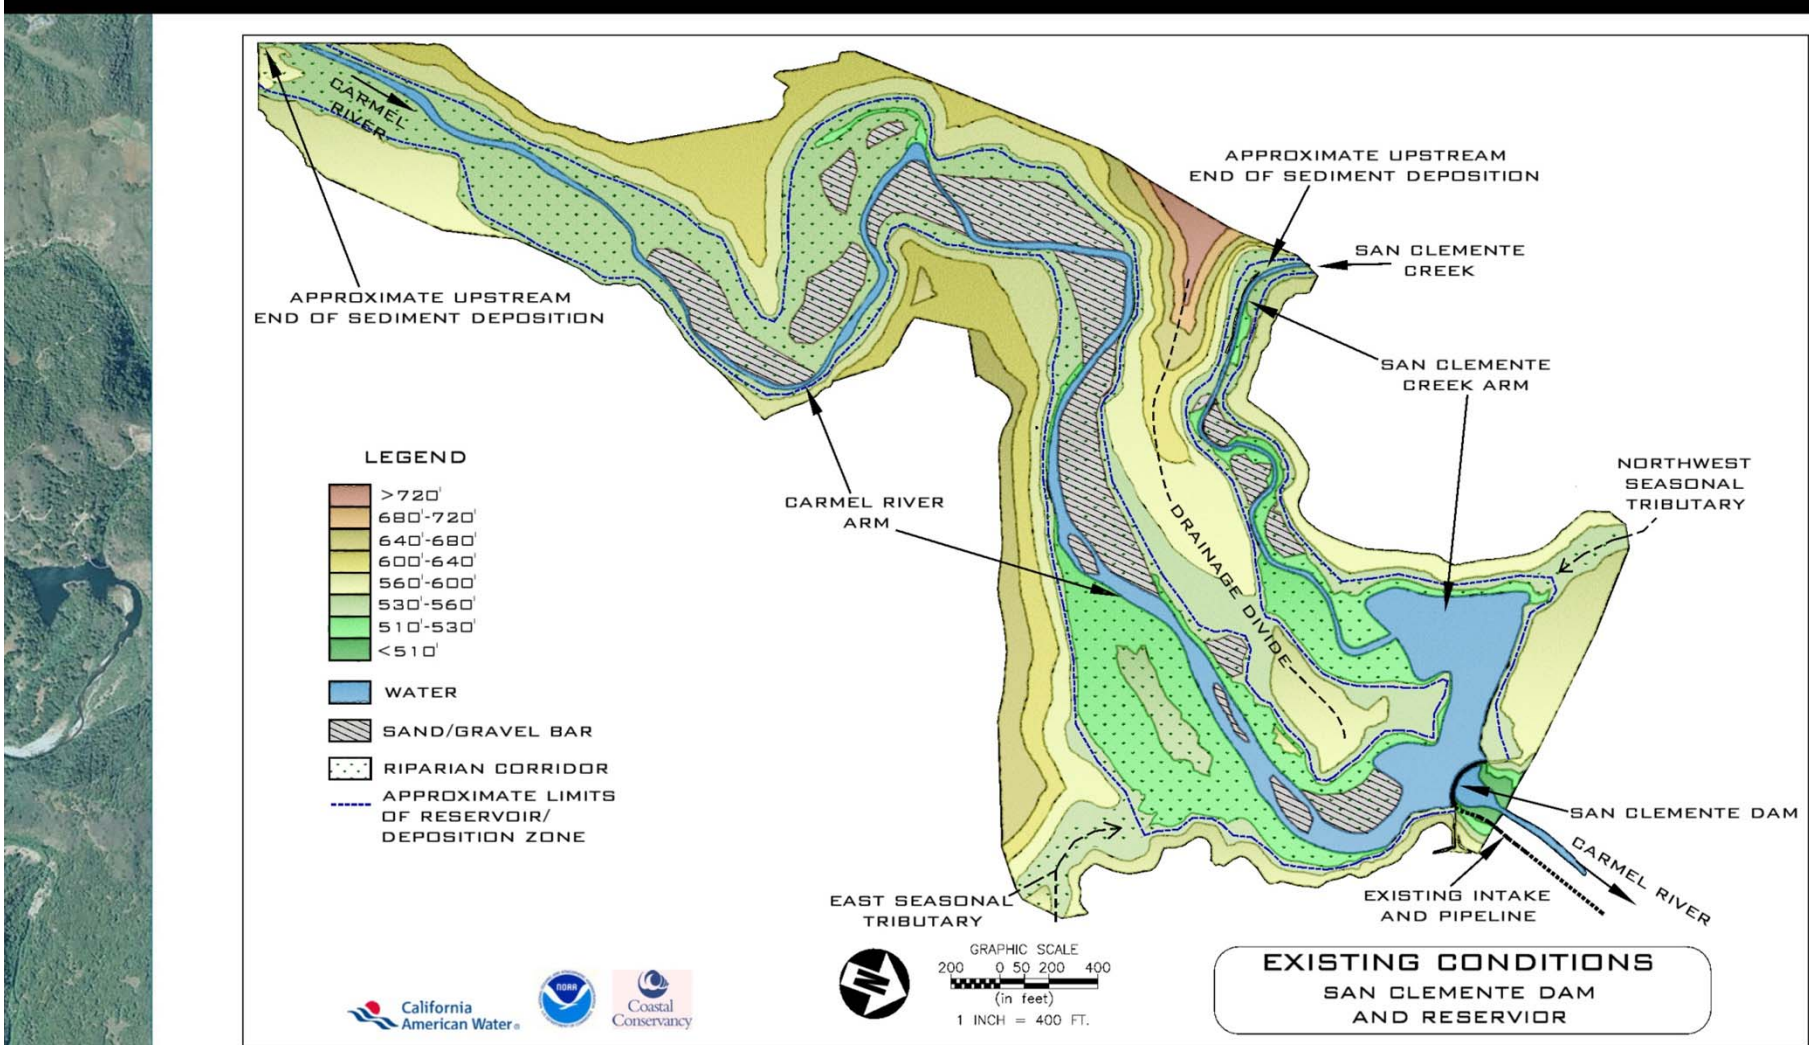 CARMEL
RIVER
APPROXIMATE UPSTREAM
END OF SEDIMENT DEPOSITION
APPROXIMATE UPSTREAM
END OF SEDIMENT DEPOSITION
SAN CLEMENTE
CREEK
SAN CLEMENTE
CREEK ARM
NORTHWEST
SEASONAL
TRIBUTARY
CARMEL RIVER
ARM
DRAINAGE DIVIDE
LEGEND
>720'
680'-720'
640'-680'
600'-640'
560'-600'
530'-560'
510'-530'
<510'
WATER
SAND/GRAVEL BAR
RIPARIAN CORRIDOR
APPROXIMATE LIMITS
OF RESERVOIR/
DEPOSITION ZONE
SAN CLEMENTE DAM
CARMEL RIVER
EXISTING INTAKE
AND PIPELINE
EAST SEASONAL
TRIBUTARY
N
GRAPHIC SCALE
200 0 50 200 400
(in feet)
1 INCH = 400 FT.
California
American Water®
NOAA
Coastal
Conservancy
EXISTING CONDITIONS
SAN CLEMENTE DAM
AND RESERVIOR